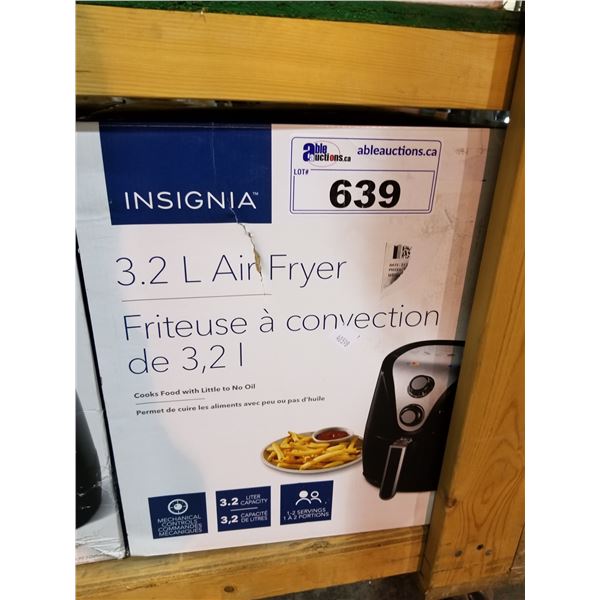 able auctions.ca
ableauctions.ca
LOT#
639
INSIGNIA™
3.2 L Air Fryer
Friteuse à convection
de 3,2 l
Cooks Food with Little to No Oil
Permet de cuire les aliments avec peu ou pas d'huile
MECHANICAL
CONTROLS
COMMANDES
MÉCANIQUES
3.2 LITER
CAPACITY
3,2 CAPACITÉ
DE LITRES
1-2 SERVINGS
1 À 2 PORTIONS